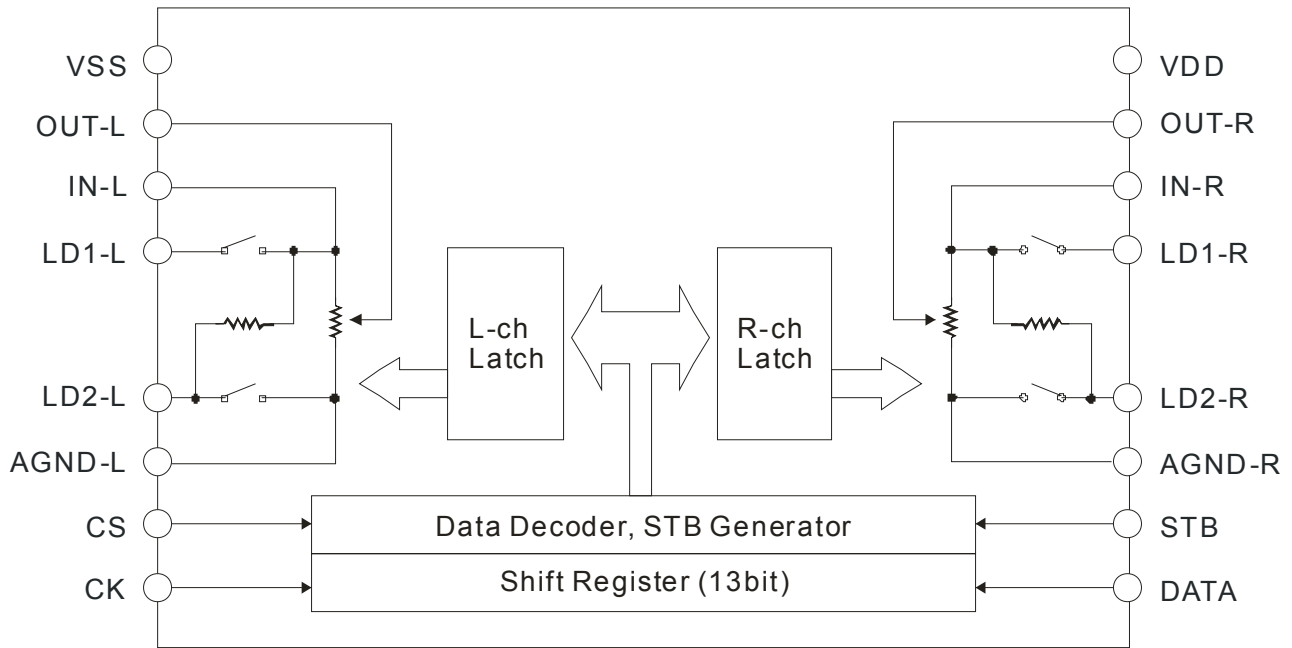 VSS
VDD
OUT-L
OUT-R
IN-L
IN-R
LD1-L
LD1-R
L-ch
Latch
R-ch
Latch
LD2-L
LD2-R
AGND-L
AGND-R
CS
Data Decoder, STB Generator
STB
CK
Shift Register (13bit)
DATA